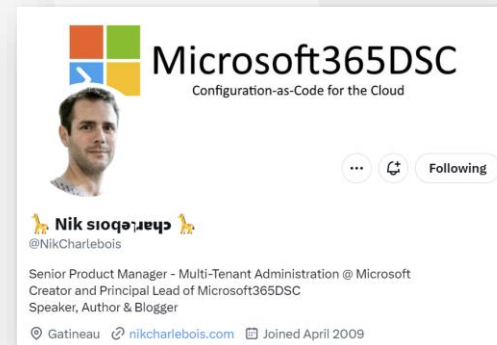 Microsoft365DSC
Configuration-as-Code for the Cloud
Following
🦒 Nik sıoqǝlɹɐɥɔ 🦒
@NikCharlebois
Senior Product Manager - Multi-Tenant Administration @ Microsoft
Creator and Principal Lead of Microsoft365DSC
Speaker, Author & Blogger
Gatineau nikcharlebois.com Joined April 2009